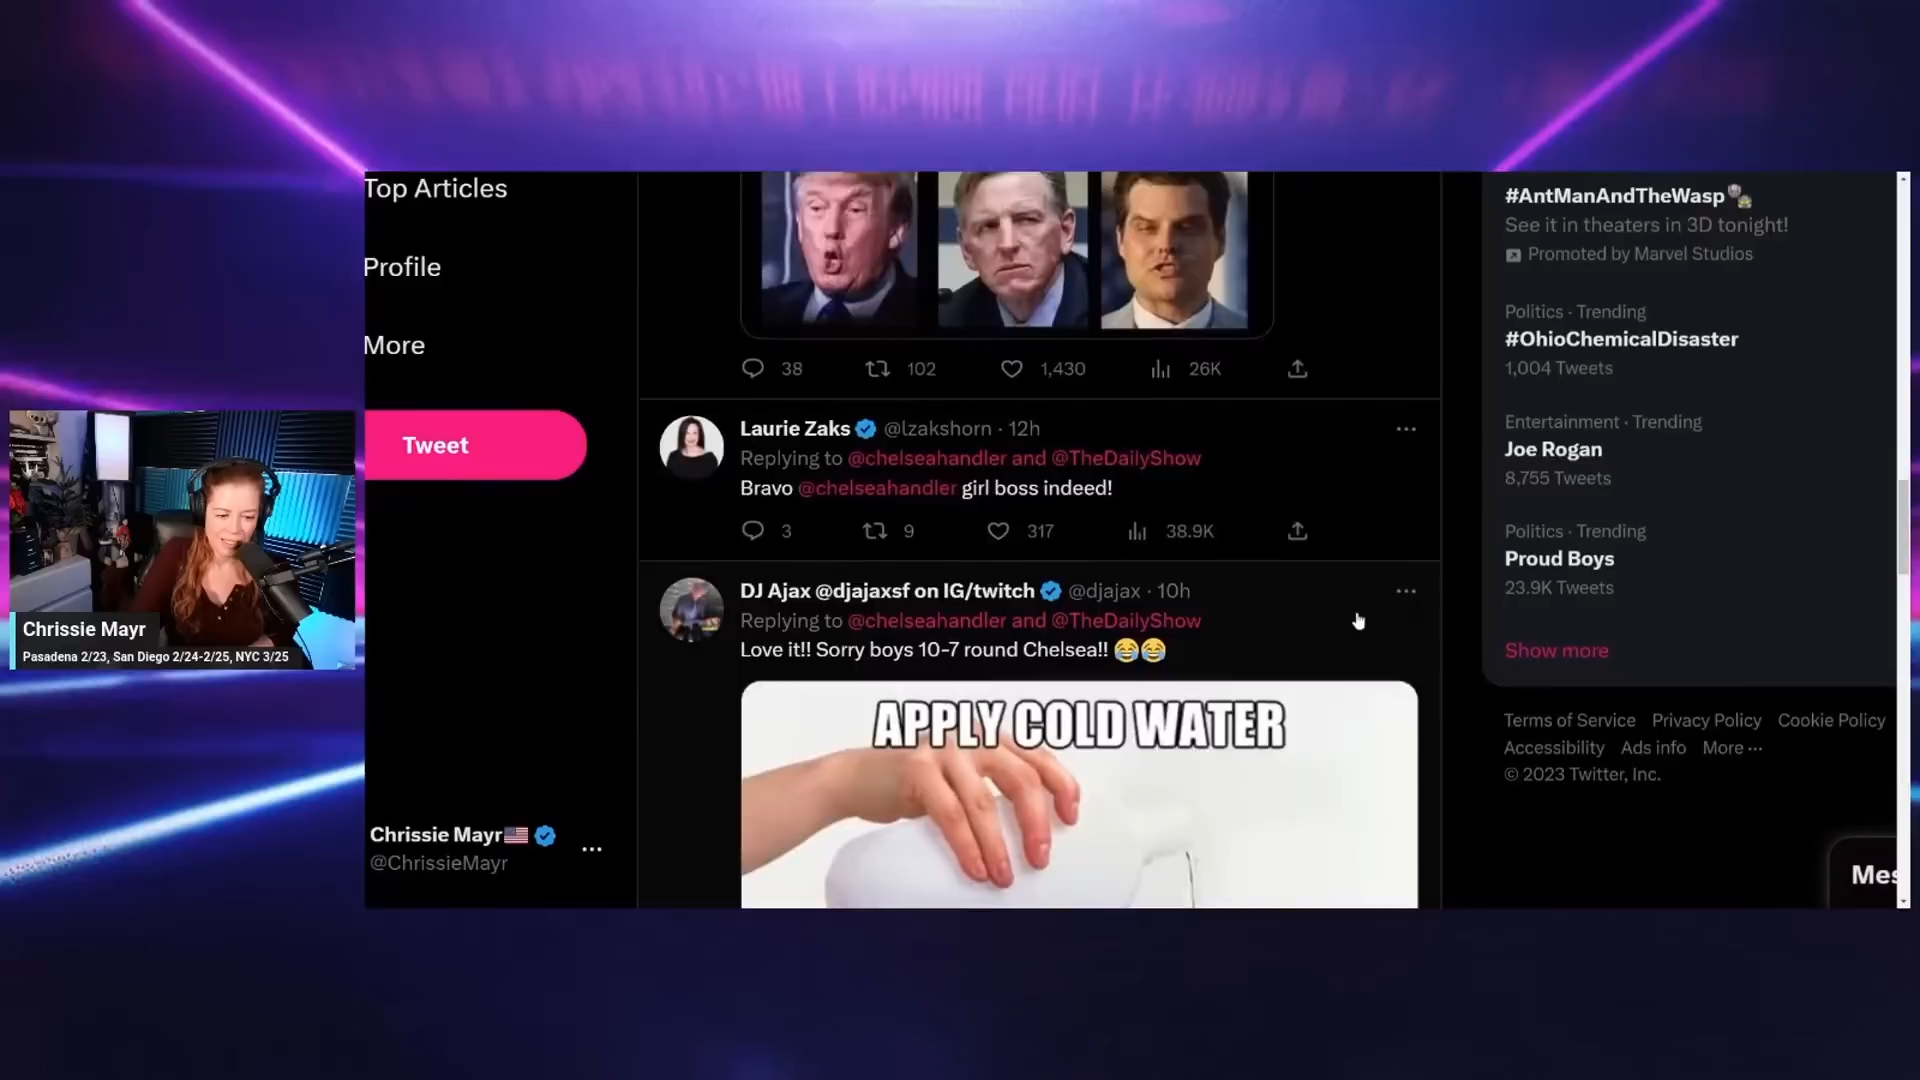 Top Articles
Profile
More
Tweet
Chrissie Mayr
Pasadena 2/23, San Diego 2/24-2/25, NYC 3/25
Chrissie Mayr🇺🇸
@ChrissieMayr
38 102 1,430 26K
Laurie Zaks @lzakshorn · 12h
Replying to @chelseahandler and @TheDailyShow
Bravo @chelseahandler girl boss indeed!
3 9 317 38.9K
DJ Ajax @djajaxsf on IG/twitch @djajax · 10h
Replying to @chelseahandler and @TheDailyShow
Love it!! Sorry boys 10-7 round Chelsea!! 😂😂
APPLY COLD WATER
#AntManAndTheWasp
See it in theaters in 3D tonight!
Promoted by Marvel Studios
Politics · Trending
#OhioChemicalDisaster
1,004 Tweets
Entertainment · Trending
Joe Rogan
8,755 Tweets
Politics · Trending
Proud Boys
23.9K Tweets
Show more
Terms of Service Privacy Policy Cookie Policy
Accessibility Ads info More ···
© 2023 Twitter, Inc.
Mes